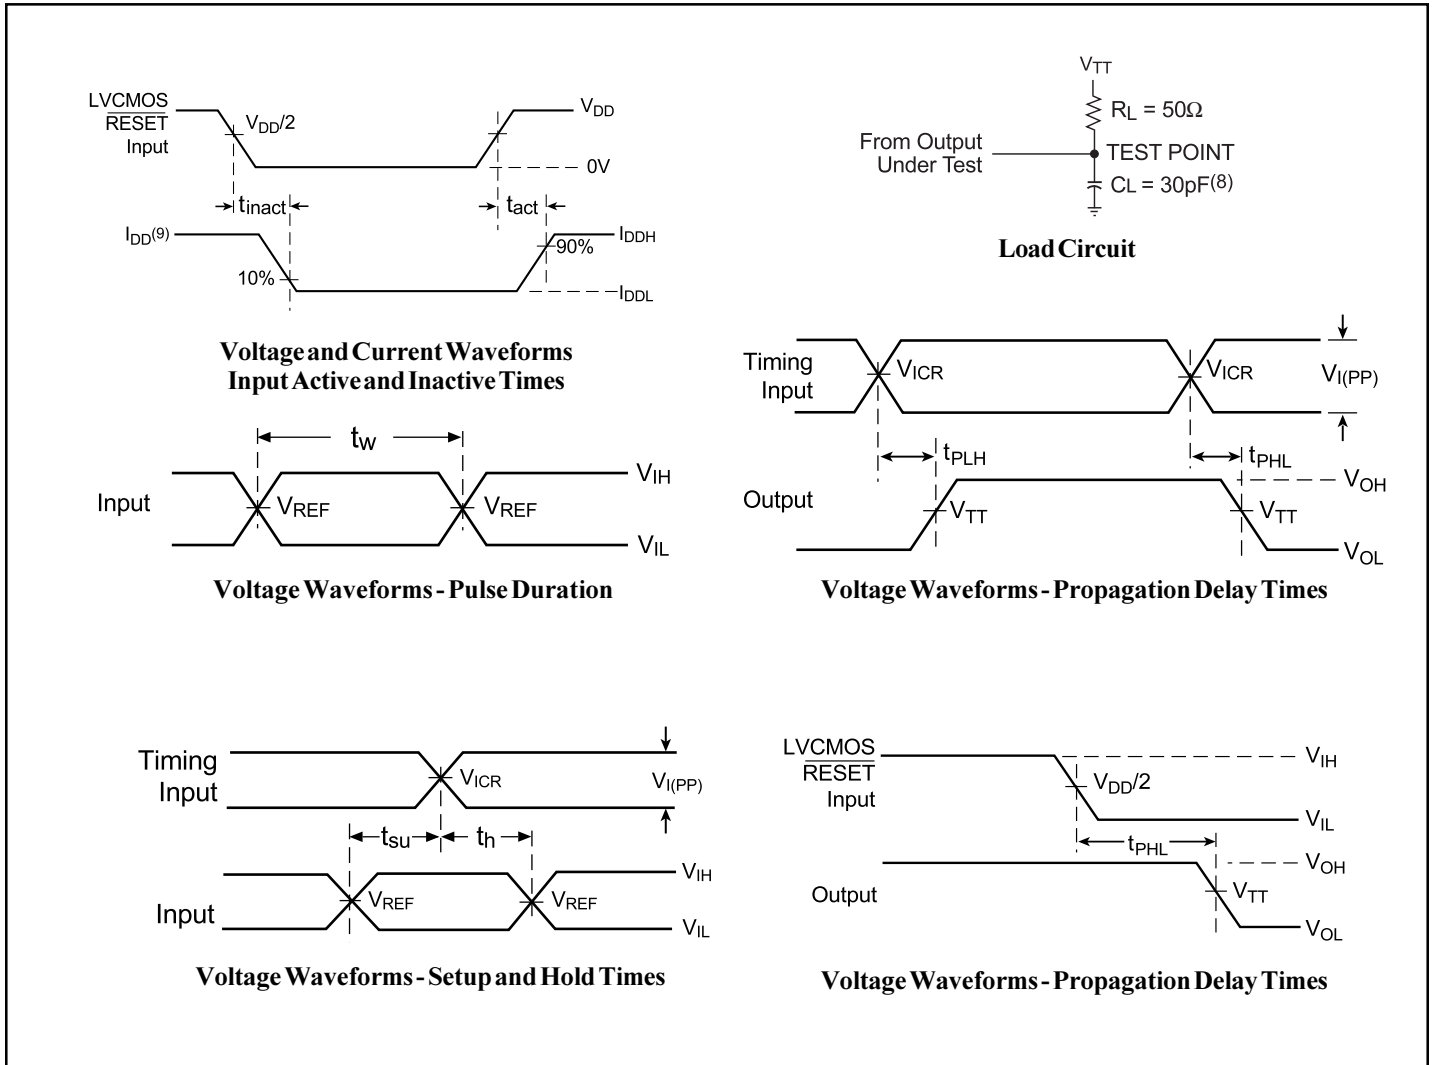 LVCMOS
RESET
Input
VDD/2
VDD
0V
tinact
tact
IDD(9)
IDDH
90%
10%
IDDL
Voltage and Current Waveforms
Input Active and Inactive Times
VTT
RL = 50Ω
From Output
Under Test
TEST POINT
CL = 30pF(8)
Load Circuit
tW
Input
VREF
VREF
VIH
VIL
Voltage Waveforms - Pulse Duration
Timing
Input
VICR
VICR
VI(PP)
tPLH
tPHL
Output
VTT
VTT
VOH
VOL
Voltage Waveforms - Propagation Delay Times
Timing
Input
VICR
VI(PP)
tsu
th
Input
VREF
VREF
VIH
VIL
Voltage Waveforms - Setup and Hold Times
LVCMOS
RESET
Input
VIH
VDD/2
VIL
tPHL
VOH
Output
VTT
VOL
Voltage Waveforms - Propagation Delay Times